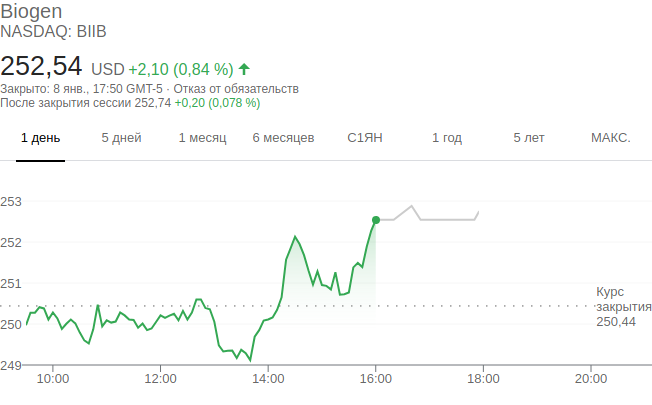 Biogen
NASDAQ: BIIB
252,54 USD +2,10 (0,84 %)
Закрыто: 8 янв., 17:50 GMT-5 · Отказ от обязательств
После закрытия сессии 252,74 +0,20 (0,078 %)
1 день 5 дней 1 месяц 6 месяцев С1ЯН 1 год 5 лет МАКС.
253
252
251
Курс
закрытия
250,44
250
249
10:00 12:00 14:00 16:00 18:00 20:00